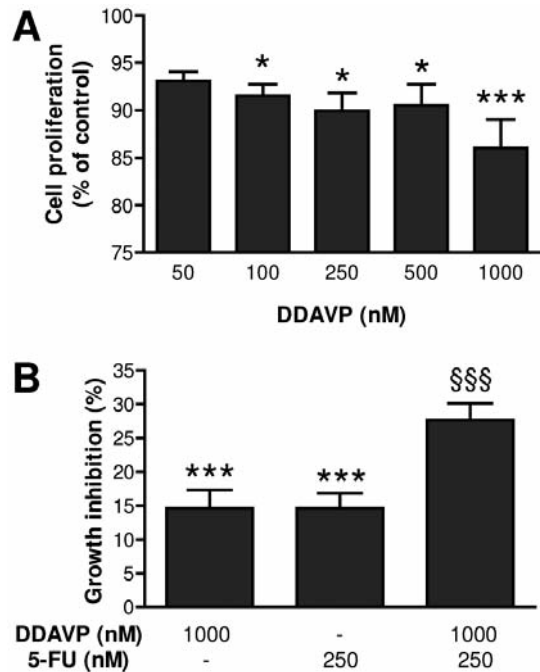 A
Cell proliferation
(% of control)
100
95
90
85
80
75
*
*
*
***
50 100 250 500 1000
DDAVP (nM)
B
Growth inhibition (%)
35
30
25
20
15
10
5
0
***
***
§§§
DDAVP (nM) 1000 - 1000
5-FU (nM) - 250 250